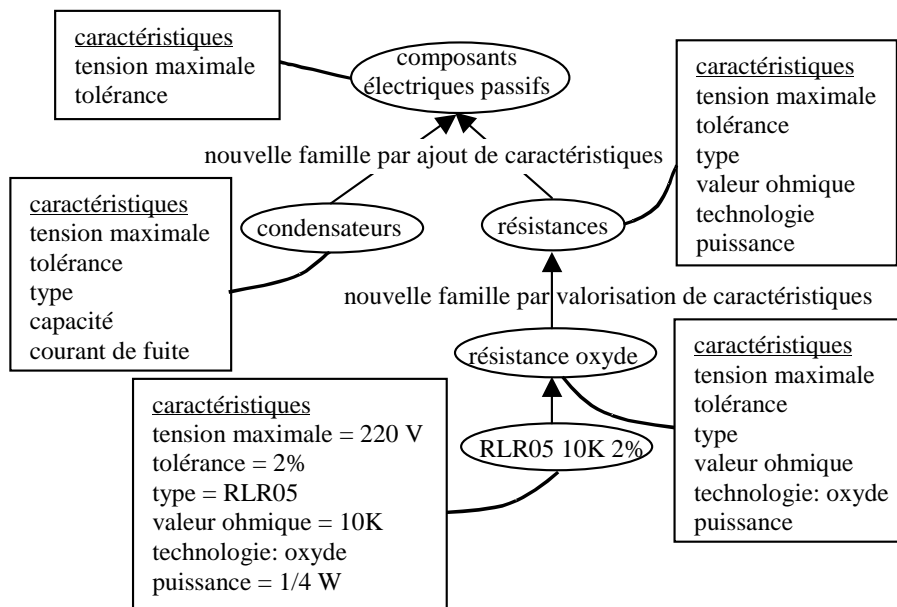 caractéristiques
tension maximale
tolérance
composants
électriques passifs
caractéristiques
tension maximale
tolérance
type
valeur ohmique
technologie
puissance
nouvelle famille par ajout de caractéristiques
caractéristiques
tension maximale
tolérance
type
capacité
courant de fuite
condensateurs
résistances
nouvelle famille par valorisation de caractéristiques
résistance oxyde
caractéristiques
tension maximale
tolérance
type
valeur ohmique
technologie: oxyde
puissance
caractéristiques
tension maximale = 220 V
tolérance = 2%
type = RLR05
valeur ohmique = 10K
technologie: oxyde
puissance = 1/4 W
RLR05 10K 2%